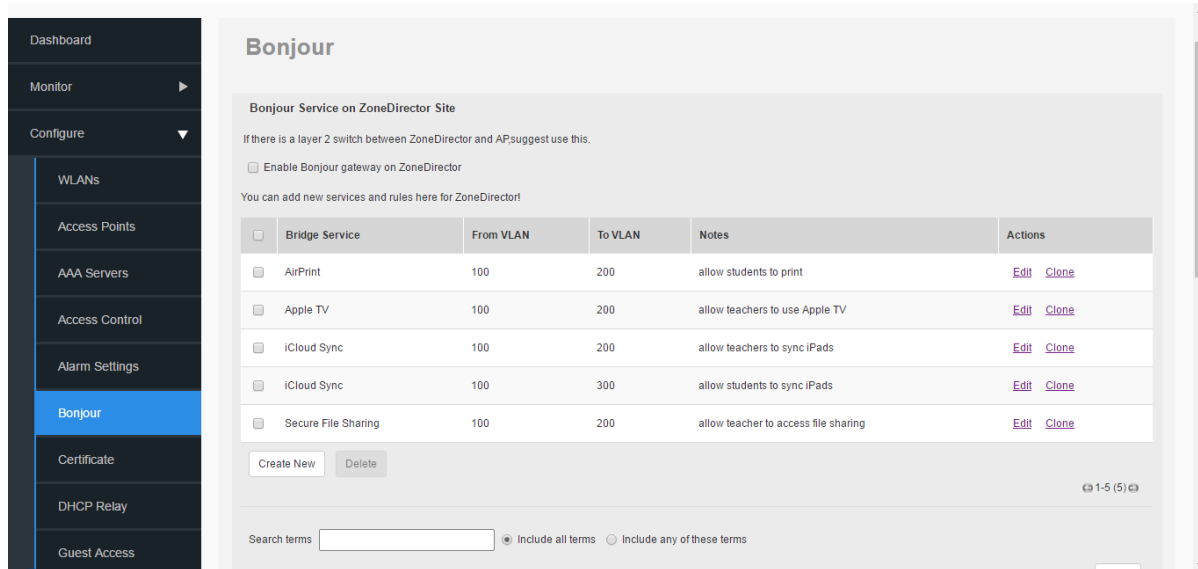 Dashboard
Monitor
Configure
WLANs
Access Points
AAA Servers
Access Control
Alarm Settings
Bonjour
Certificate
DHCP Relay
Guest Access
Bonjour
Bonjour Service on ZoneDirector Site
If there is a layer 2 switch between ZoneDirector and AP,suggest use this.
Enable Bonjour gateway on ZoneDirector
You can add new services and rules here for ZoneDirector!
Bridge Service From VLAN To VLAN Notes Actions
AirPrint 100 200 allow students to print Edit Clone
Apple TV 100 200 allow teachers to use Apple TV Edit Clone
iCloud Sync 100 200 allow teachers to sync iPads Edit Clone
iCloud Sync 100 300 allow students to sync iPads Edit Clone
Secure File Sharing 100 200 allow teacher to access file sharing Edit Clone
Create New Delete
1-5 (5)
Search terms Include all terms Include any of these terms